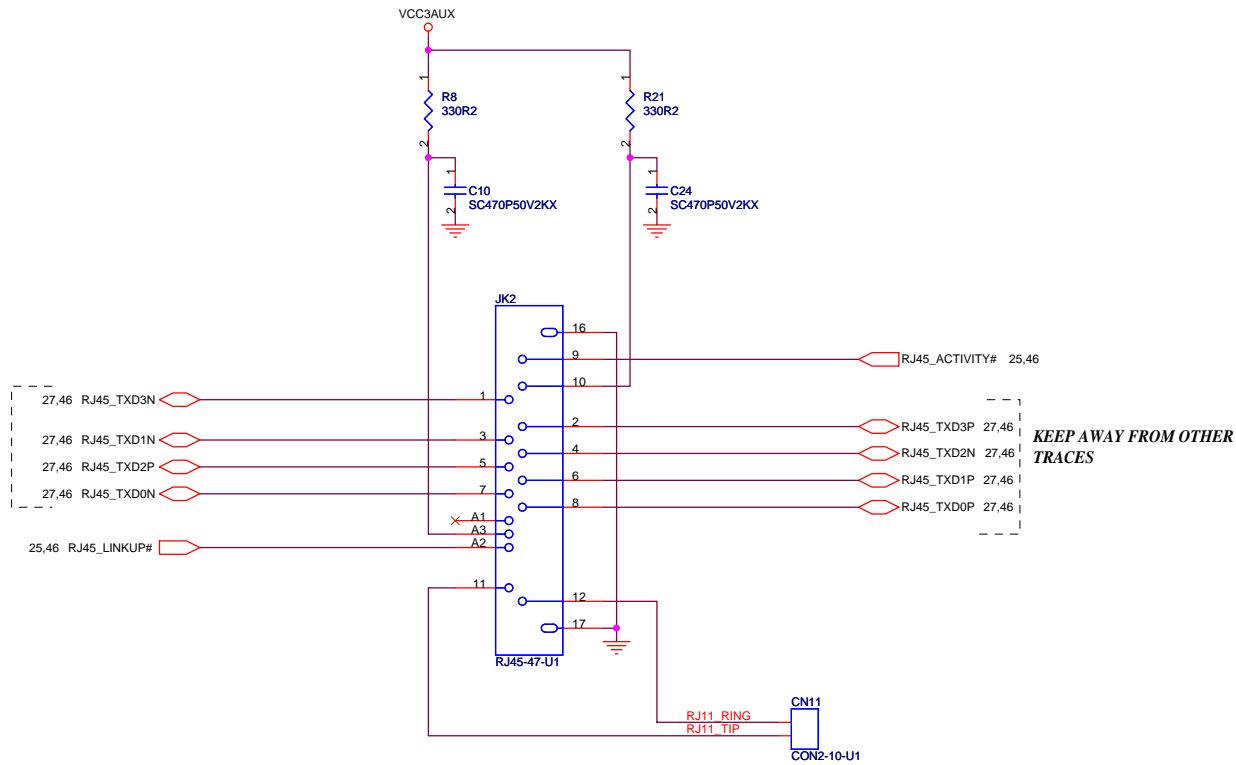 VCC3AUX
1
1
R8
330R2
R21
330R2
2
2
1
1
C10
SC470P50V2KX
C24
SC470P50V2KX
2
2
JK2
16
9
RJ45_ACTIVITY# 25,46
10
27,46 RJ45_TXD3N
1
2
RJ45_TXD3P 27,46
KEEP AWAY FROM OTHER
TRACES
27,46 RJ45_TXD1N
3
4
RJ45_TXD2N 27,46
27,46 RJ45_TXD2P
5
6
RJ45_TXD1P 27,46
27,46 RJ45_TXD0N
7
8
RJ45_TXD0P 27,46
A1
A3
25,46 RJ45_LINKUP#
A2
11
12
17
RJ45-47-U1
CN11
RJ11_RING
RJ11_TIP
CON2-10-U1